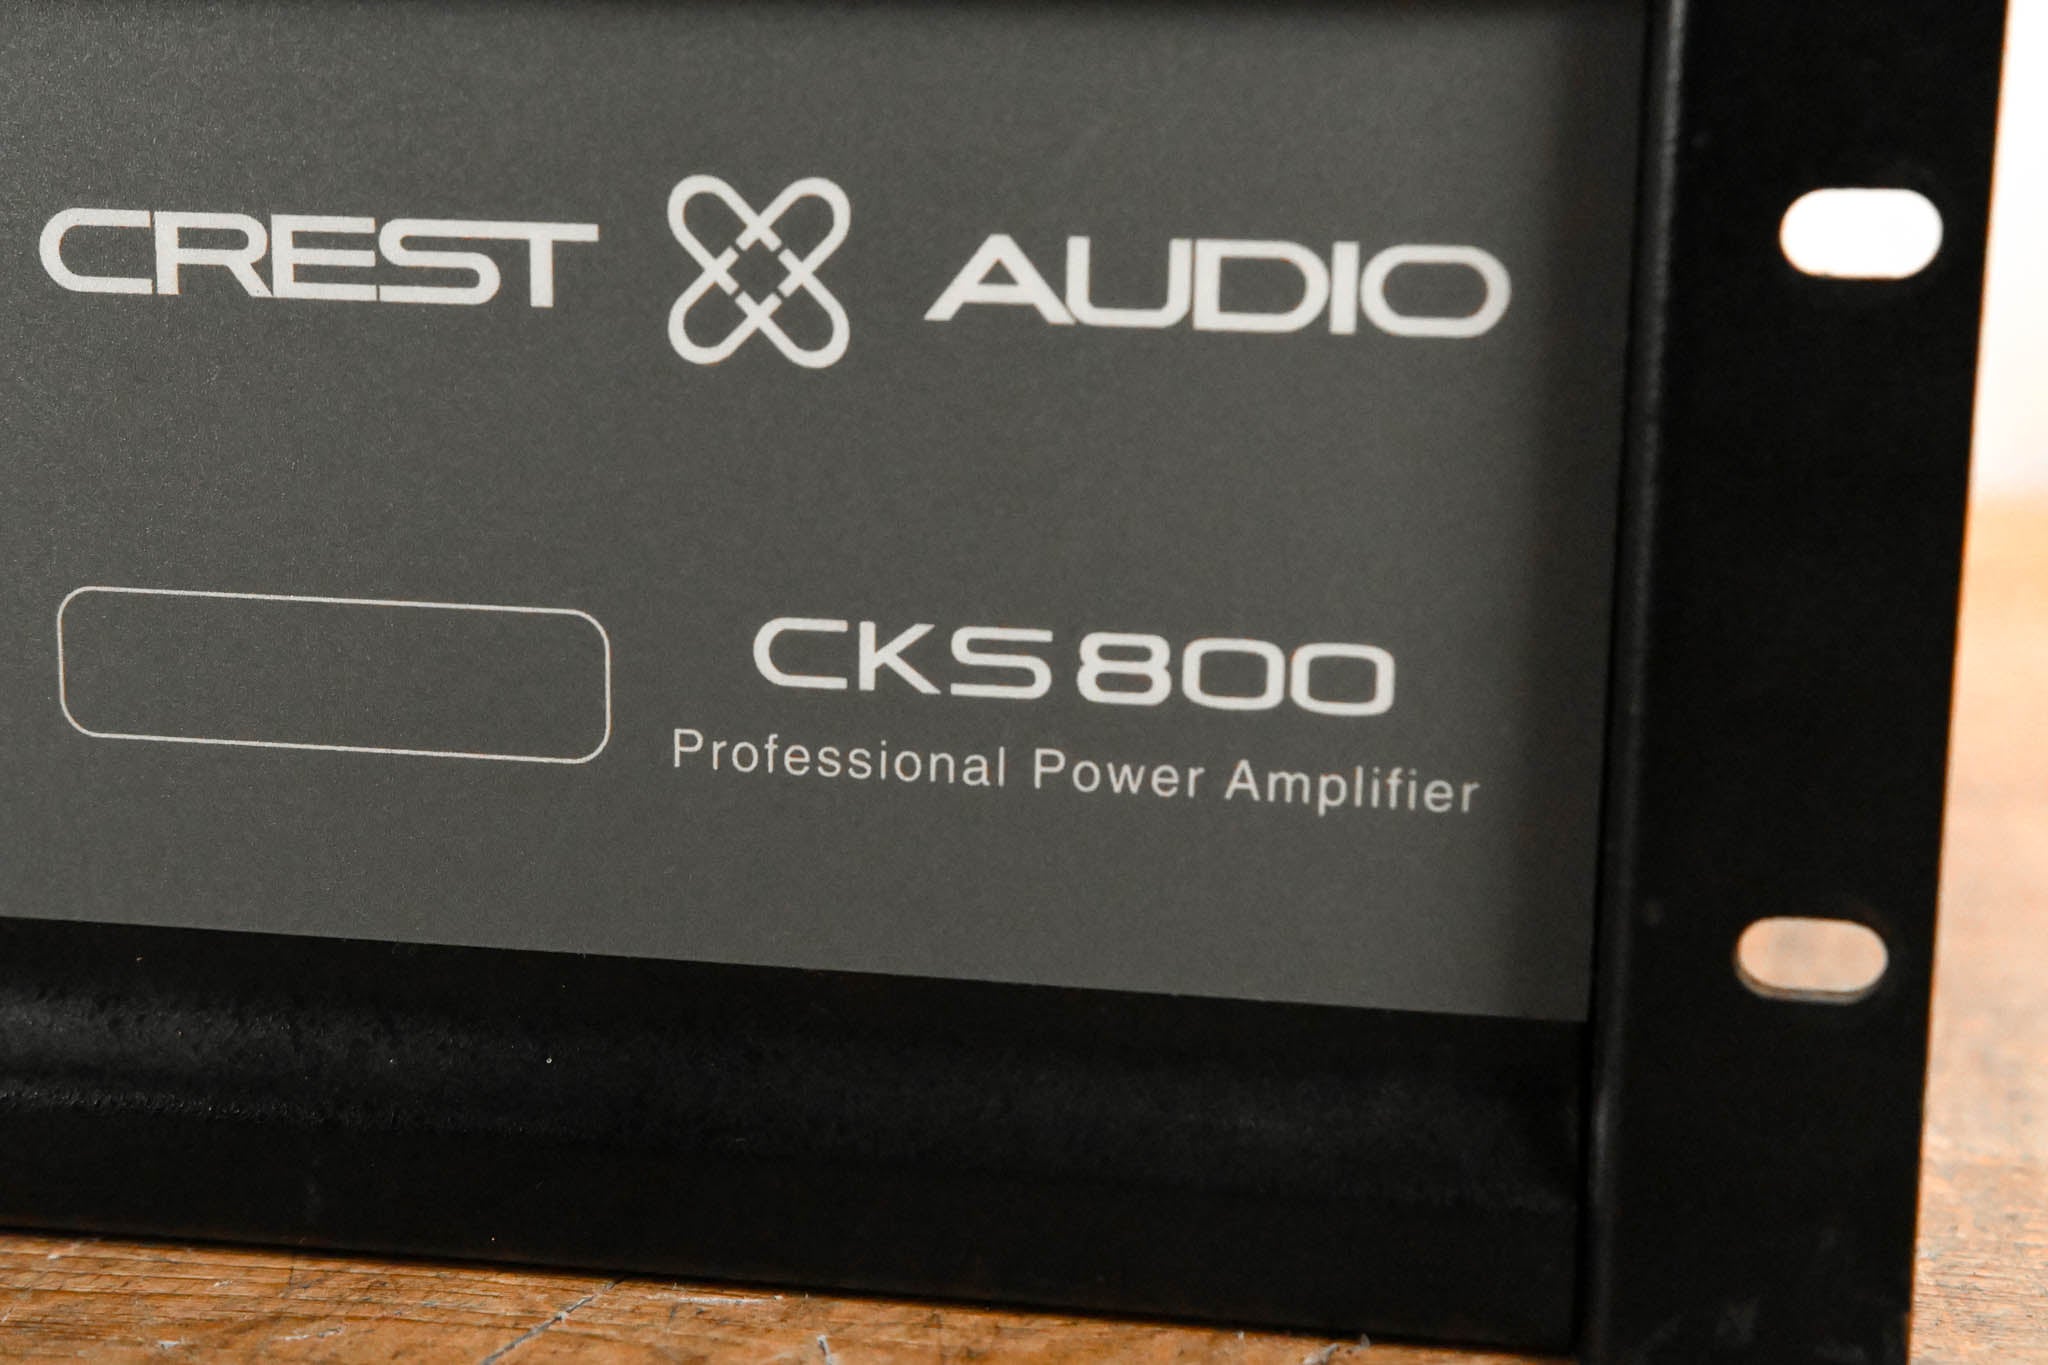 CREST AUDIO
CKS800
Professional Power Amplifier